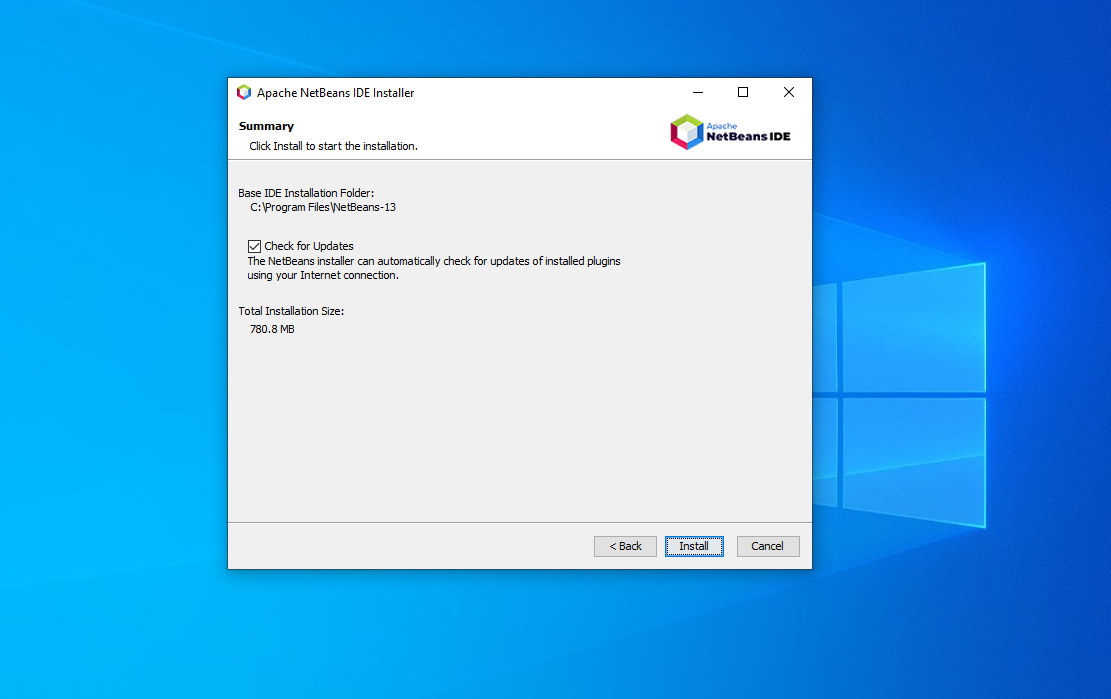 Apache NetBeans IDE Installer
Summary
Click Install to start the installation.
Apache
NetBeans IDE
Base IDE Installation Folder:
C:\Program Files\NetBeans-13
Check for Updates
The NetBeans installer can automatically check for updates of installed plugins
using your Internet connection.
Total Installation Size:
780.8 MB
< Back
Install
Cancel